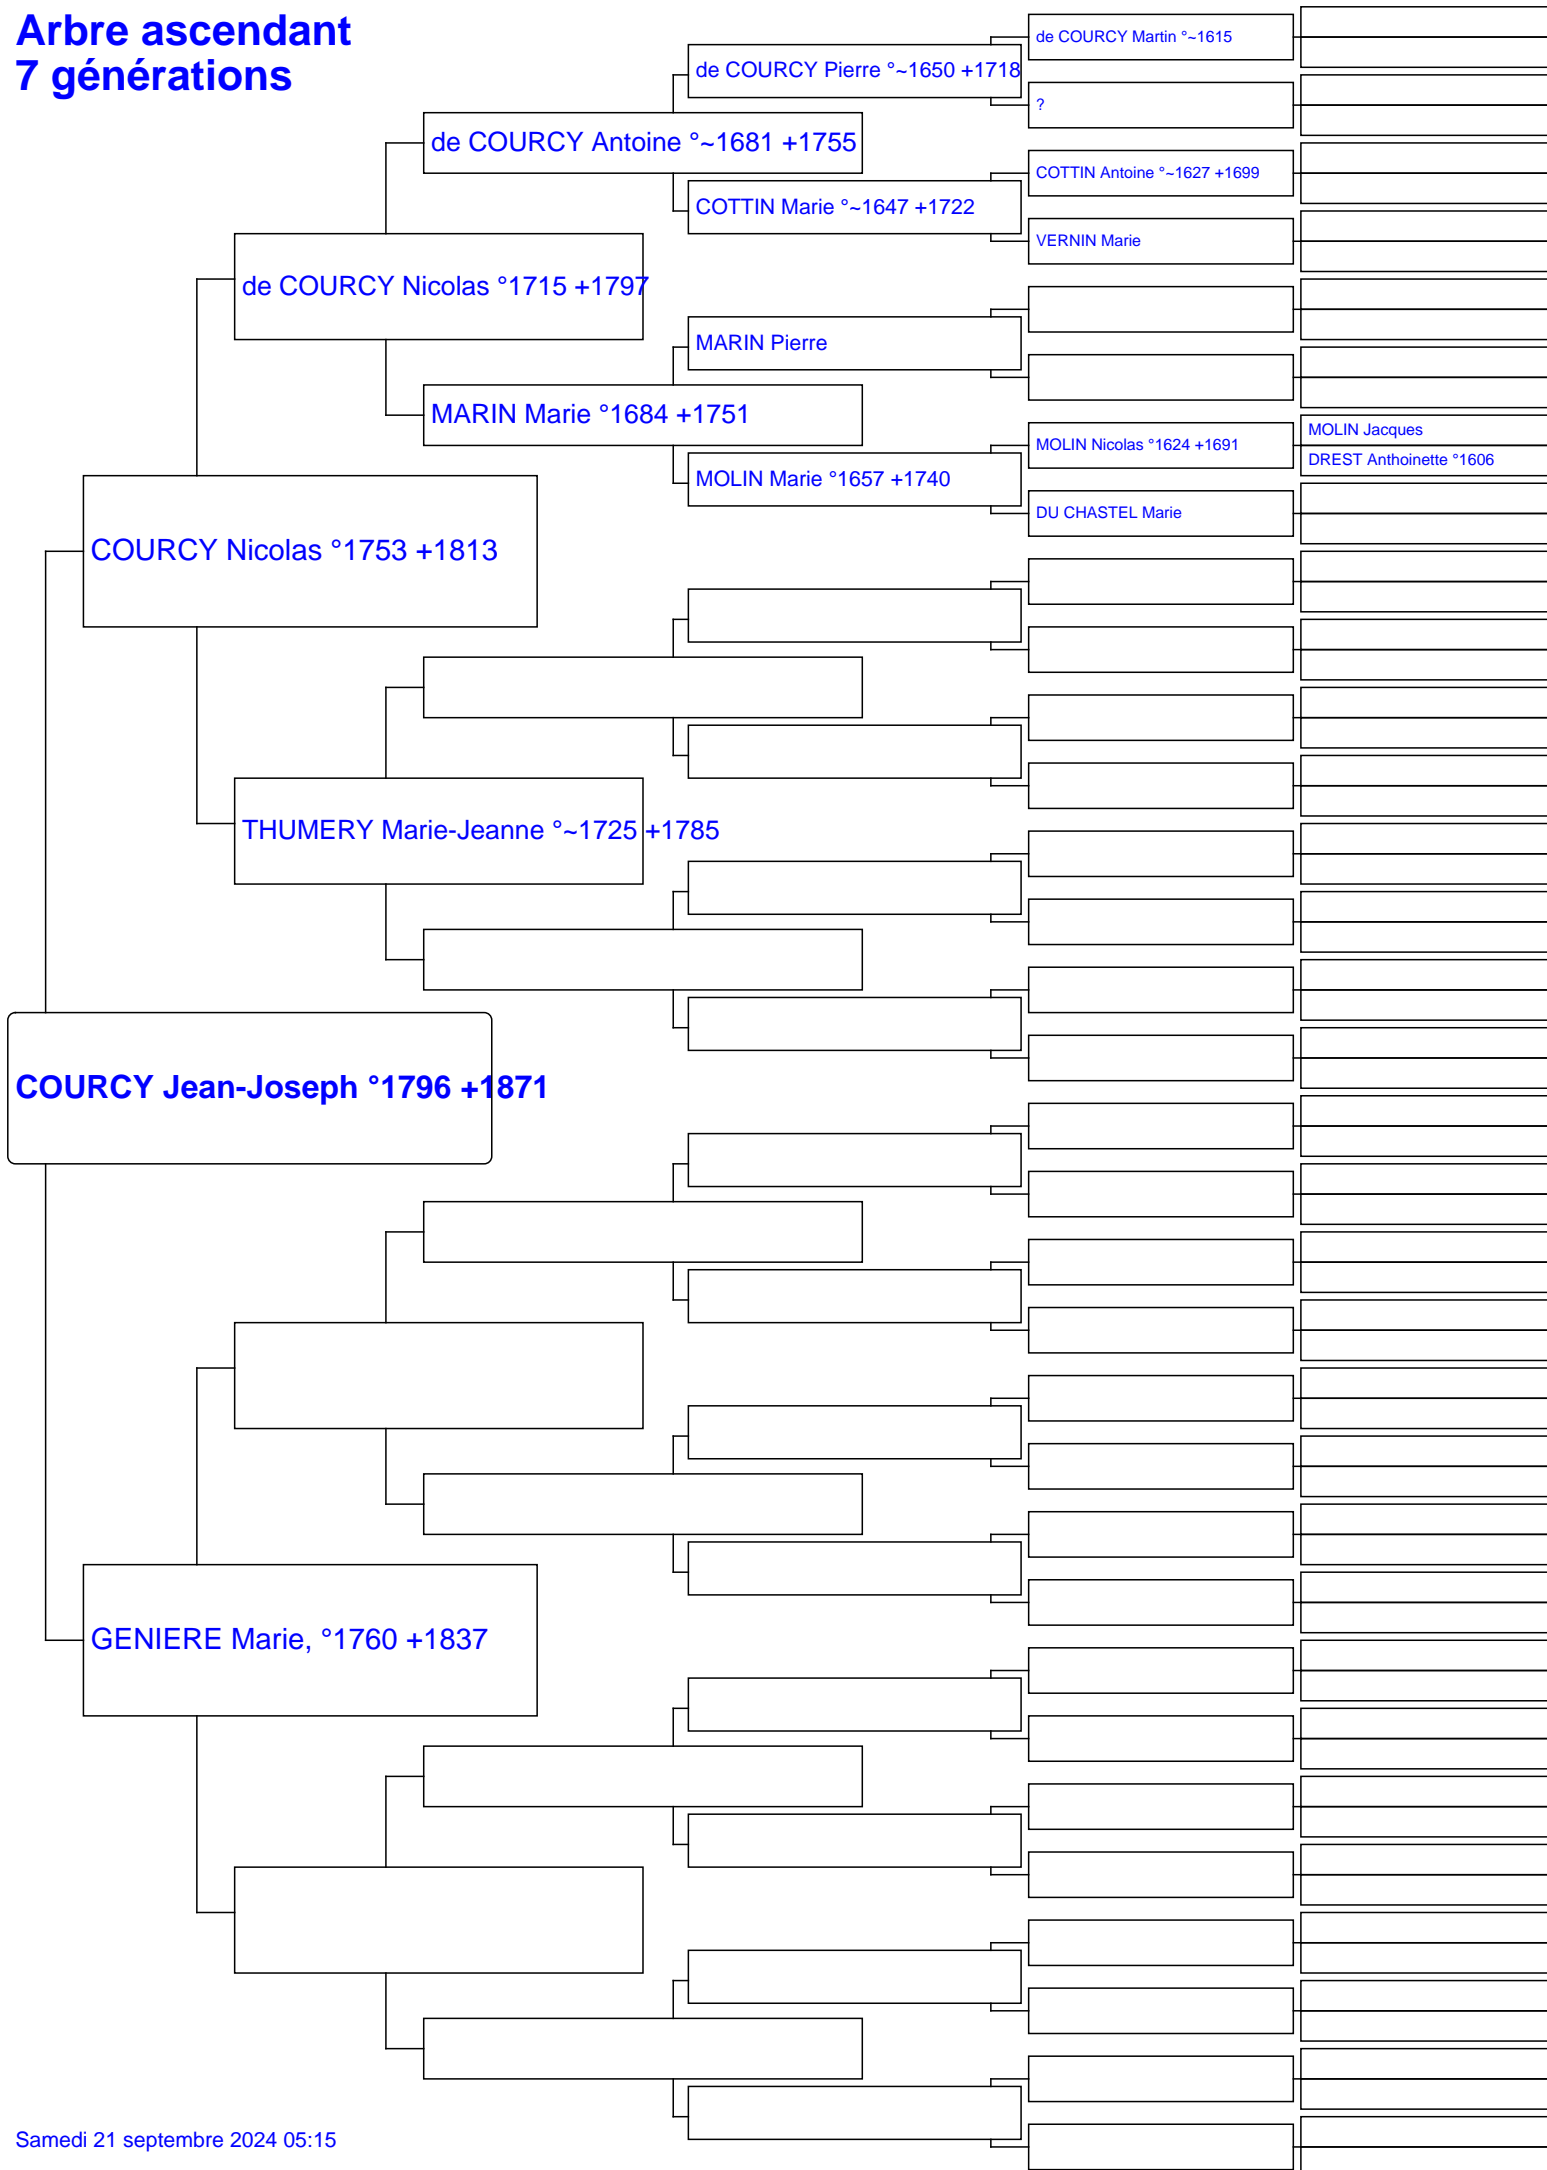 Arbre ascendant
7 générations
de COURCY Martin °~1615
de COURCY Pierre °~1650 +1718
?
de COURCY Antoine °~1681 +1755
COTTIN Antoine °~1627 +1699
COTTIN Marie °~1647 +1722
VERNIN Marie
de COURCY Nicolas °1715 +1797
MARIN Pierre
MARIN Marie °1684 +1751
MOLIN Jacques
MOLIN Nicolas °1624 +1691
DREST Anthoinette °1606
MOLIN Marie °1657 +1740
DU CHASTEL Marie
COURCY Nicolas °1753 +1813
THUMERY Marie-Jeanne °~1725 +1785
COURCY Jean-Joseph °1796 +1871
GENIERE Marie, °1760 +1837
Samedi 21 septembre 2024 05:15